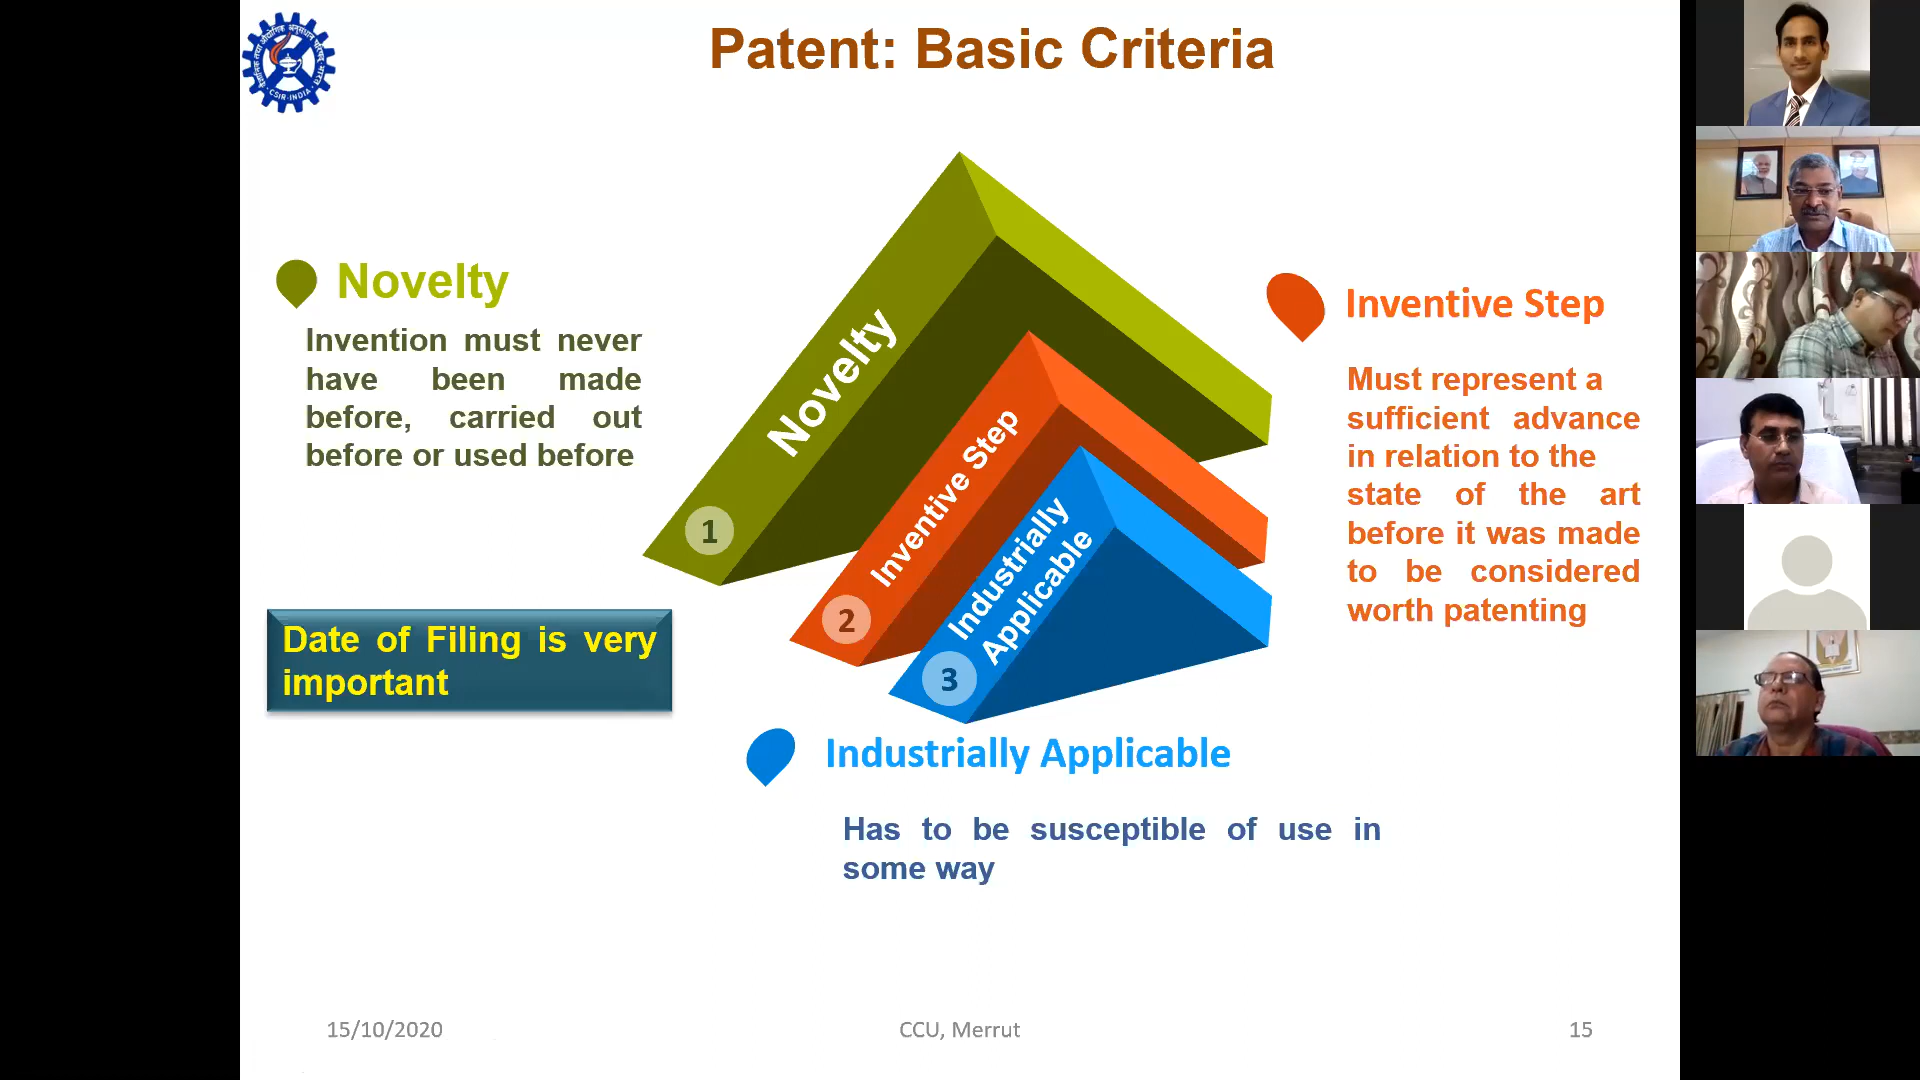 Patent: Basic Criteria
CSIR-INDIA
Novelty
Invention must never
have been made
before, carried out
before or used before
Date of Filing is very
important
Novelty
1
Inventive Step
2
Industrially
Applicable
3
Inventive Step
Must represent a
sufficient advance
in relation to the
state of the art
before it was made
to be considered
worth patenting
Industrially Applicable
Has to be susceptible of use in
some way
15/10/2020
CCU, Merrut
15